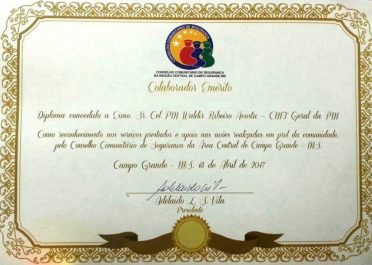 CONSELHO COMUNITÁRIO DE SEGURANÇA
NA REGIÃO CENTRAL DE CAMPO GRANDE-MS
Colaborador Emérito
Diploma concedido a Exmo. Sr. Cel PM Waldir Ribeiro Acosta - CMT Geral da PM
Como reconhecimento aos serviços prestados e apoio nas ações realizadas em prol da comunidade,
pelo Conselho Comunitário de Segurança da Área Central de Campo Grande - MS.
Campo Grande - MS, 18 de Abril de 2017
Adelaido L. S. Vila
Presidente